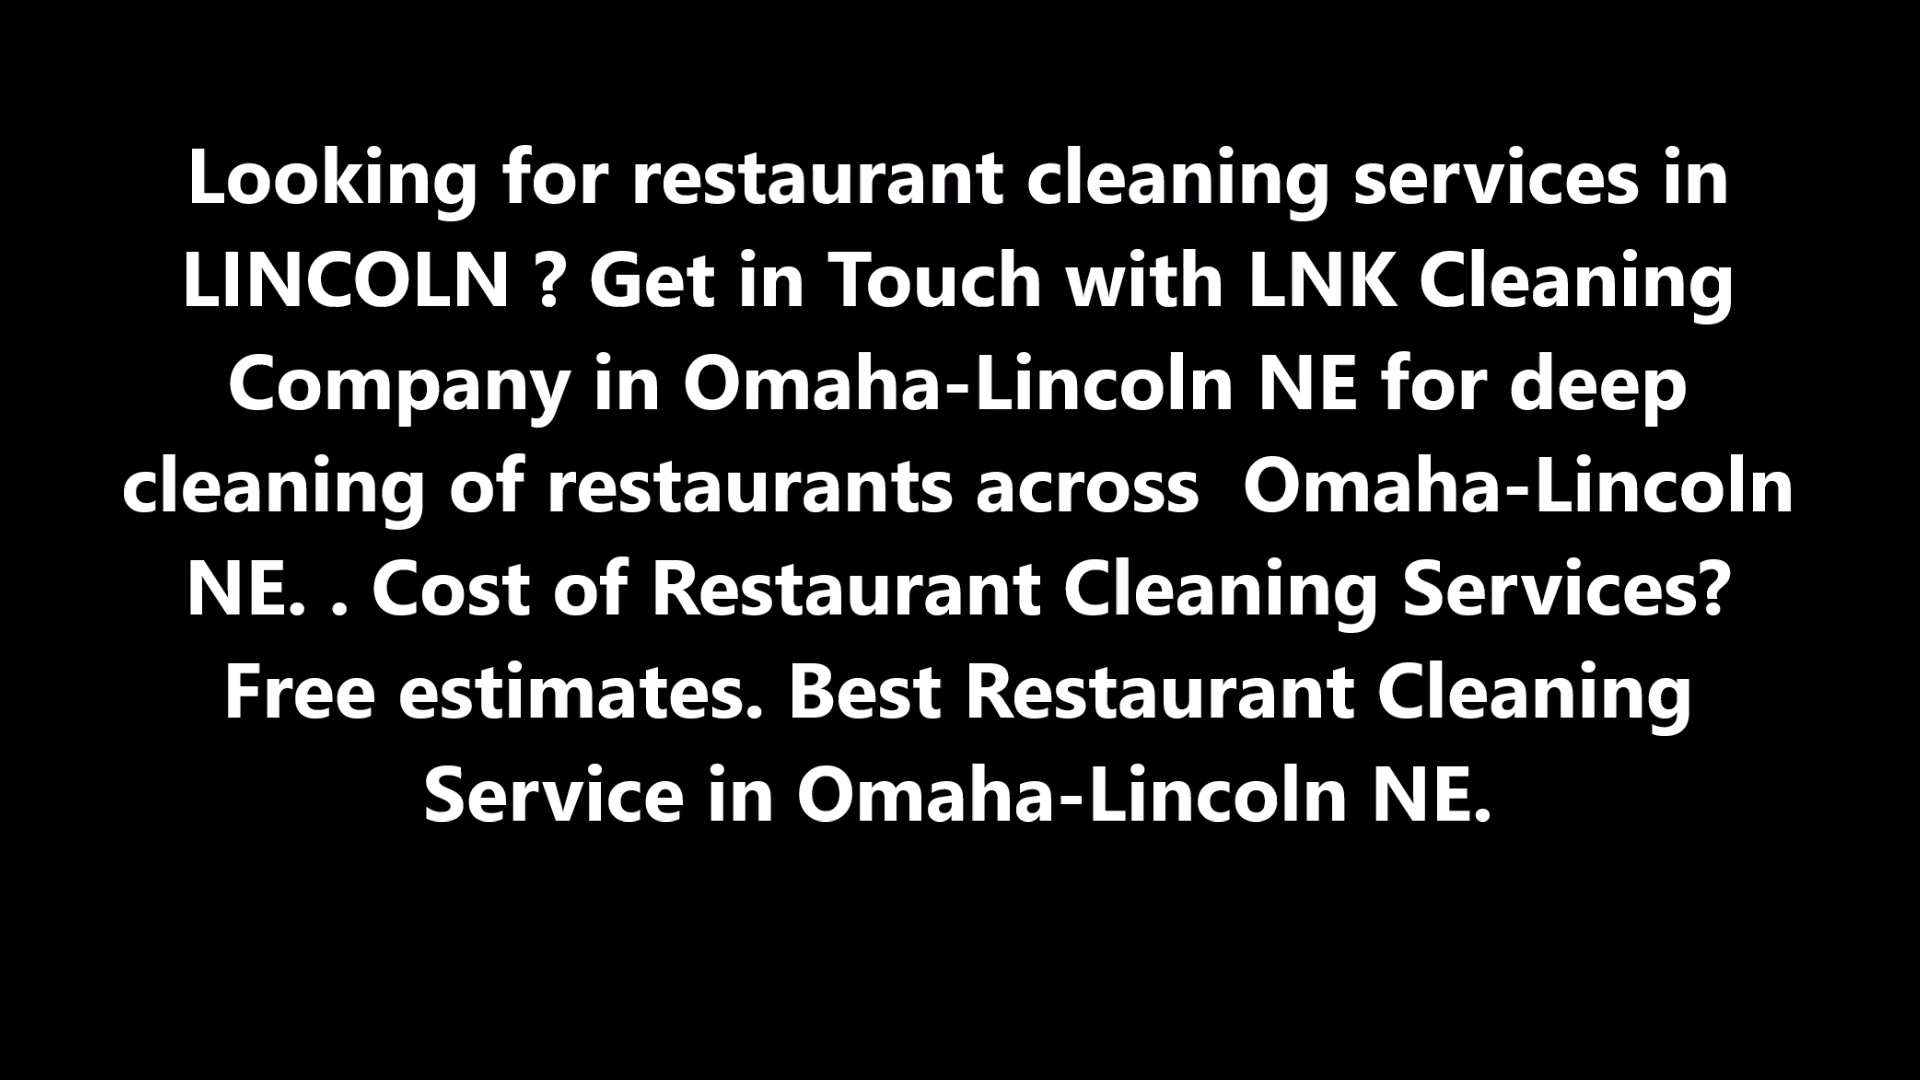 Looking for restaurant cleaning services in
LINCOLN ? Get in Touch with LNK Cleaning
Company in Omaha-Lincoln NE for deep
cleaning of restaurants across  Omaha-Lincoln
NE. . Cost of Restaurant Cleaning Services?
Free estimates. Best Restaurant Cleaning
Service in Omaha-Lincoln NE.